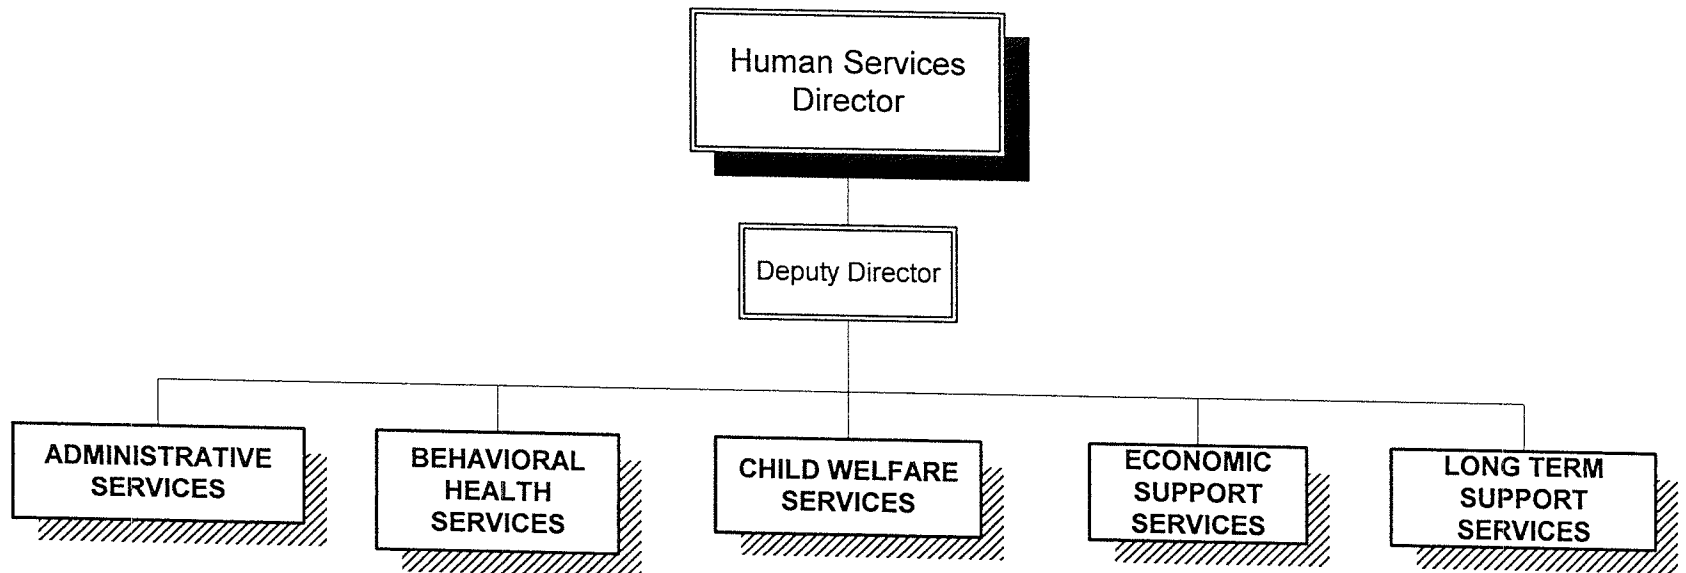 Human Services
Director
Deputy Director
ADMINISTRATIVE
SERVICES
BEHAVIORAL
HEALTH
SERVICES
CHILD WELFARE
SERVICES
ECONOMIC
SUPPORT
SERVICES
LONG TERM
SUPPORT
SERVICES